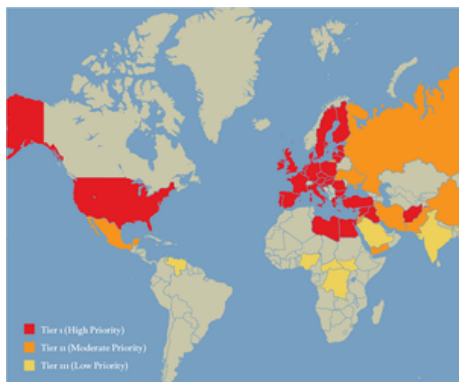 Tier I (High Priority)
Tier II (Moderate Priority)
Tier III (Low Priority)